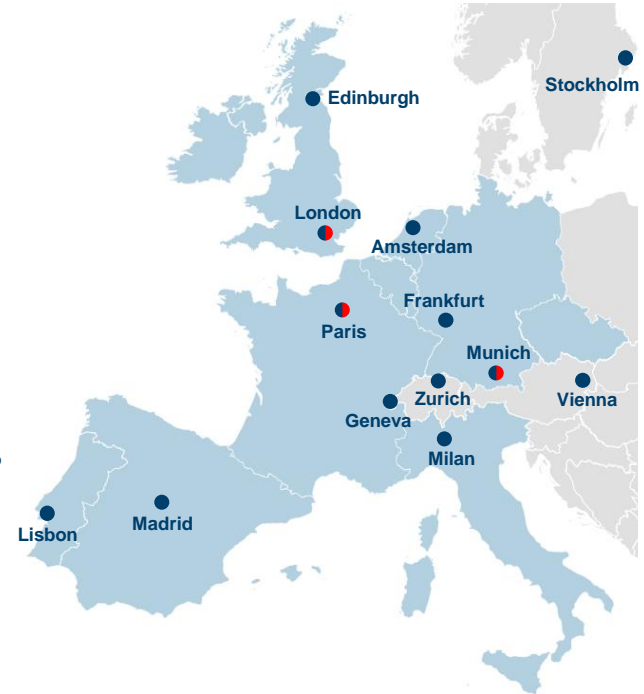 Stockholm
Edinburgh
London
Amsterdam
Frankfurt
Paris
Munich
Zurich
Vienna
Geneva
Milan
Madrid
Lisbon